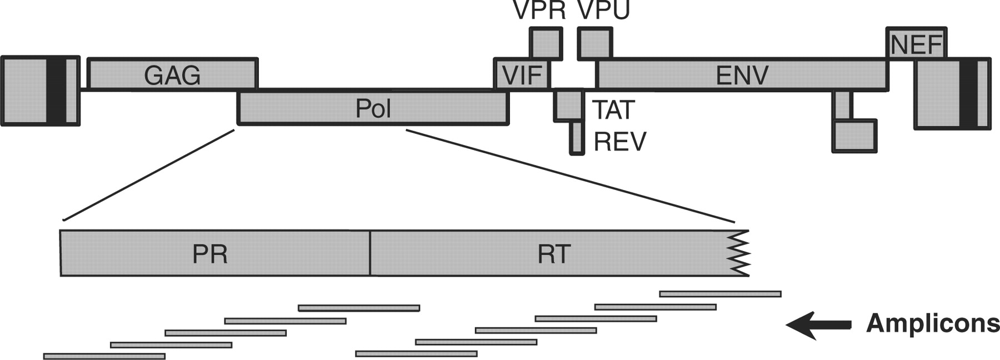 VPR VPU
NEF
GAG VIF ENV
Pol TAT
REV
PR RT
Amplicons